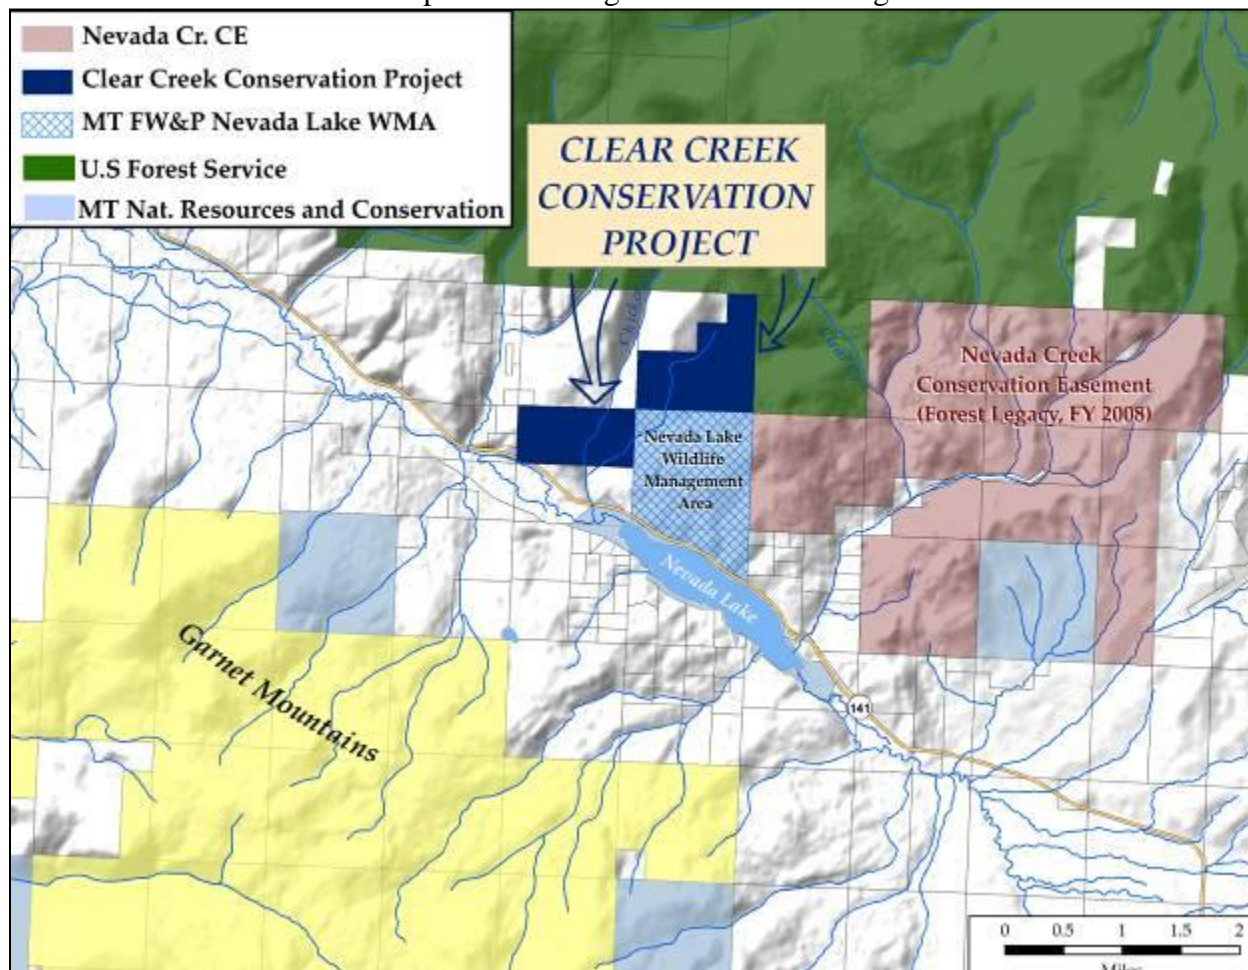 Nevada Cr. CE
Clear Creek Conservation Project
MT FW&P Nevada Lake WMA
U.S Forest Service
MT Nat. Resources and Conservation
CLEAR CREEK
CONSERVATION
PROJECT
Nevada Creek
Conservation Easement
(Forest Legacy, FY 2008)
Nevada Lake
Wildlife
Management
Area
Nevada Lake
Garnet Mountains
141
0 0.5 1 1.5 2
Miles